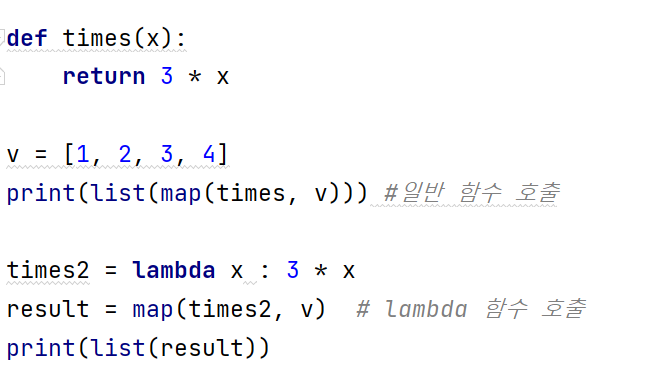 def times(x):
    return 3 * x
v = [1, 2, 3, 4]
print(list(map(times, v))) #일반 함수 호출
times2 = lambda x : 3 * x
result = map(times2, v)  # lambda 함수 호출
print(list(result))